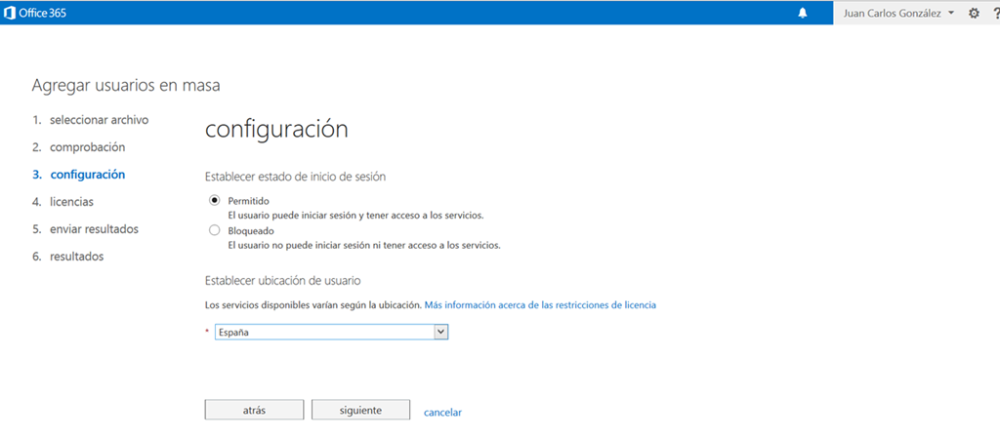 Office 365
Juan Carlos González
?
Agregar usuarios en masa
1. seleccionar archivo
2. comprobación
3. configuración
4. licencias
5. enviar resultados
6. resultados
configuración
Establecer estado de inicio de sesión
Permitido
El usuario puede iniciar sesión y tener acceso a los servicios.
Bloqueado
El usuario no puede iniciar sesión ni tener acceso a los servicios.
Establecer ubicación de usuario
Los servicios disponibles varían según la ubicación. Más información acerca de las restricciones de licencia
* España
atrás
siguiente
cancelar